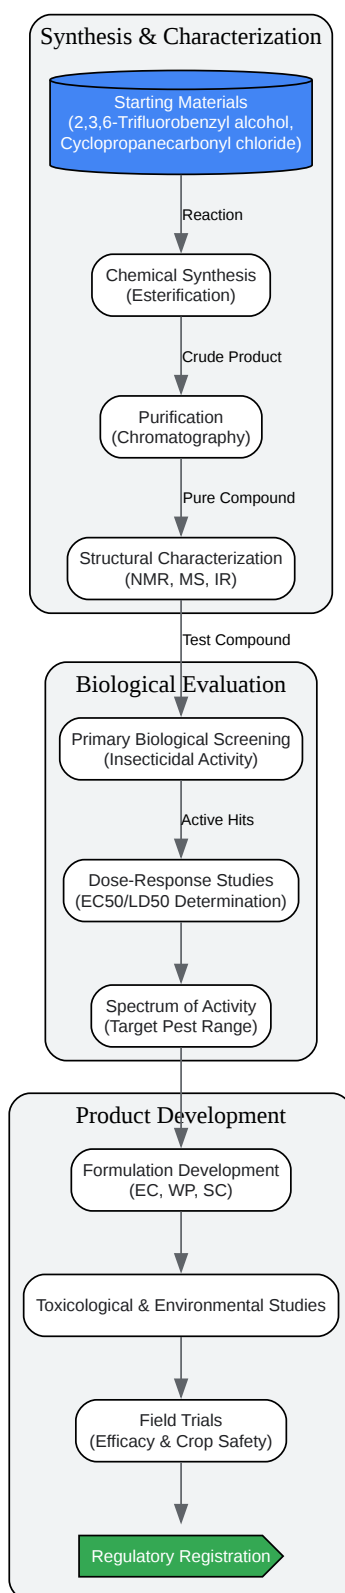 Synthesis & Characterization
Starting Materials
(2,3,6-Trifluorobenzyl alcohol,
Cyclopropanecarbonyl chloride)
Reaction
Chemical Synthesis
(Esterification)
Crude Product
Purification
(Chromatography)
Pure Compound
Structural Characterization
(NMR, MS, IR)
Test Compound
Biological Evaluation
Primary Biological Screening
(Insecticidal Activity)
Active Hits
Dose-Response Studies
(EC50/LD50 Determination)
Spectrum of Activity
(Target Pest Range)
Product Development
Formulation Development
(EC, WP, SC)
Toxicological & Environmental Studies
Field Trials
(Efficacy & Crop Safety)
Regulatory Registration